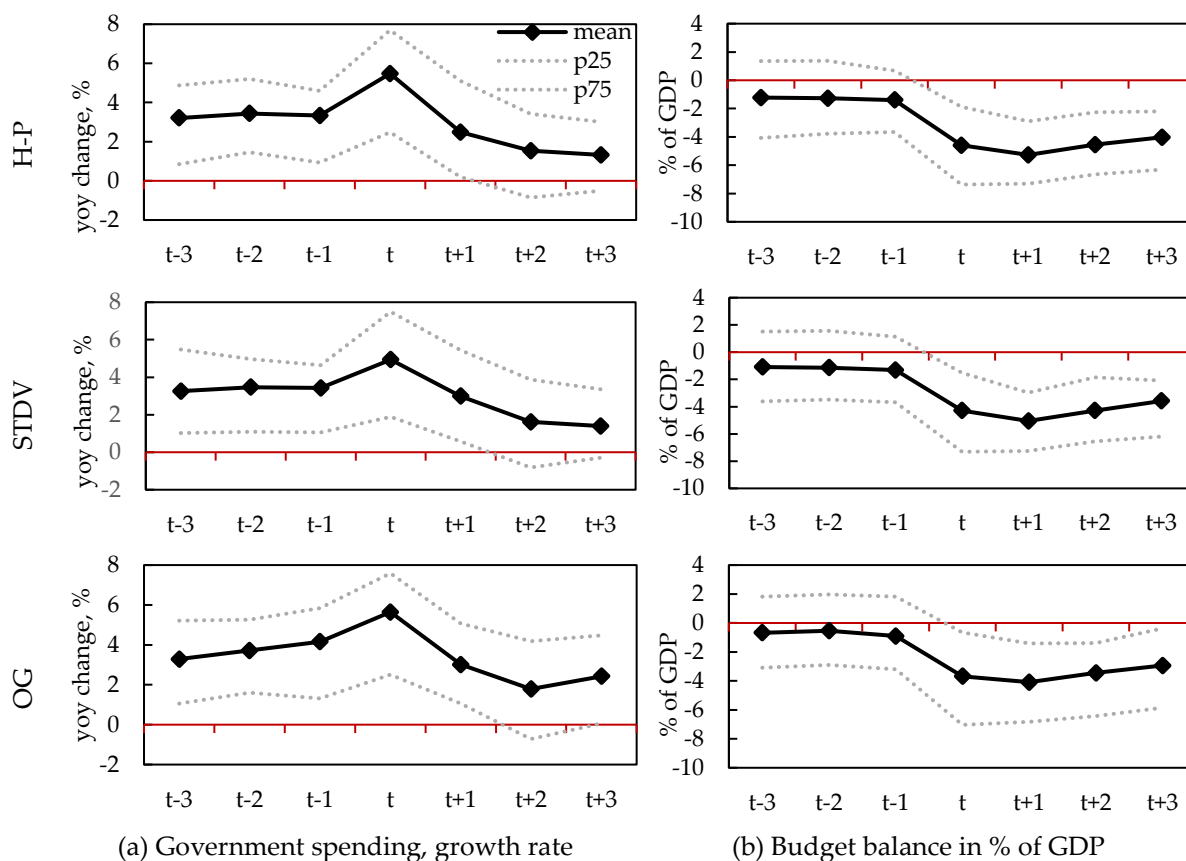 H-P
yoy change, %
8
6
4
2
0
-2
mean
p25
p75
t-3 t-2 t-1 t t+1 t+2 t+3
% of GDP
4
2
0
-2
-4
-6
-8
-10
t-3 t-2 t-1 t t+1 t+2 t+3
STDV
yoy change, %
8
6
4
2
0
-2
t-3 t-2 t-1 t t+1 t+2 t+3
% of GDP
4
2
0
-2
-4
-6
-8
-10
t-3 t-2 t-1 t t+1 t+2 t+3
OG
yoy change, %
8
6
4
2
0
-2
t-3 t-2 t-1 t t+1 t+2 t+3
% of GDP
4
2
0
-2
-4
-6
-8
-10
t-3 t-2 t-1 t t+1 t+2 t+3
(a) Government spending, growth rate
(b) Budget balance in % of GDP